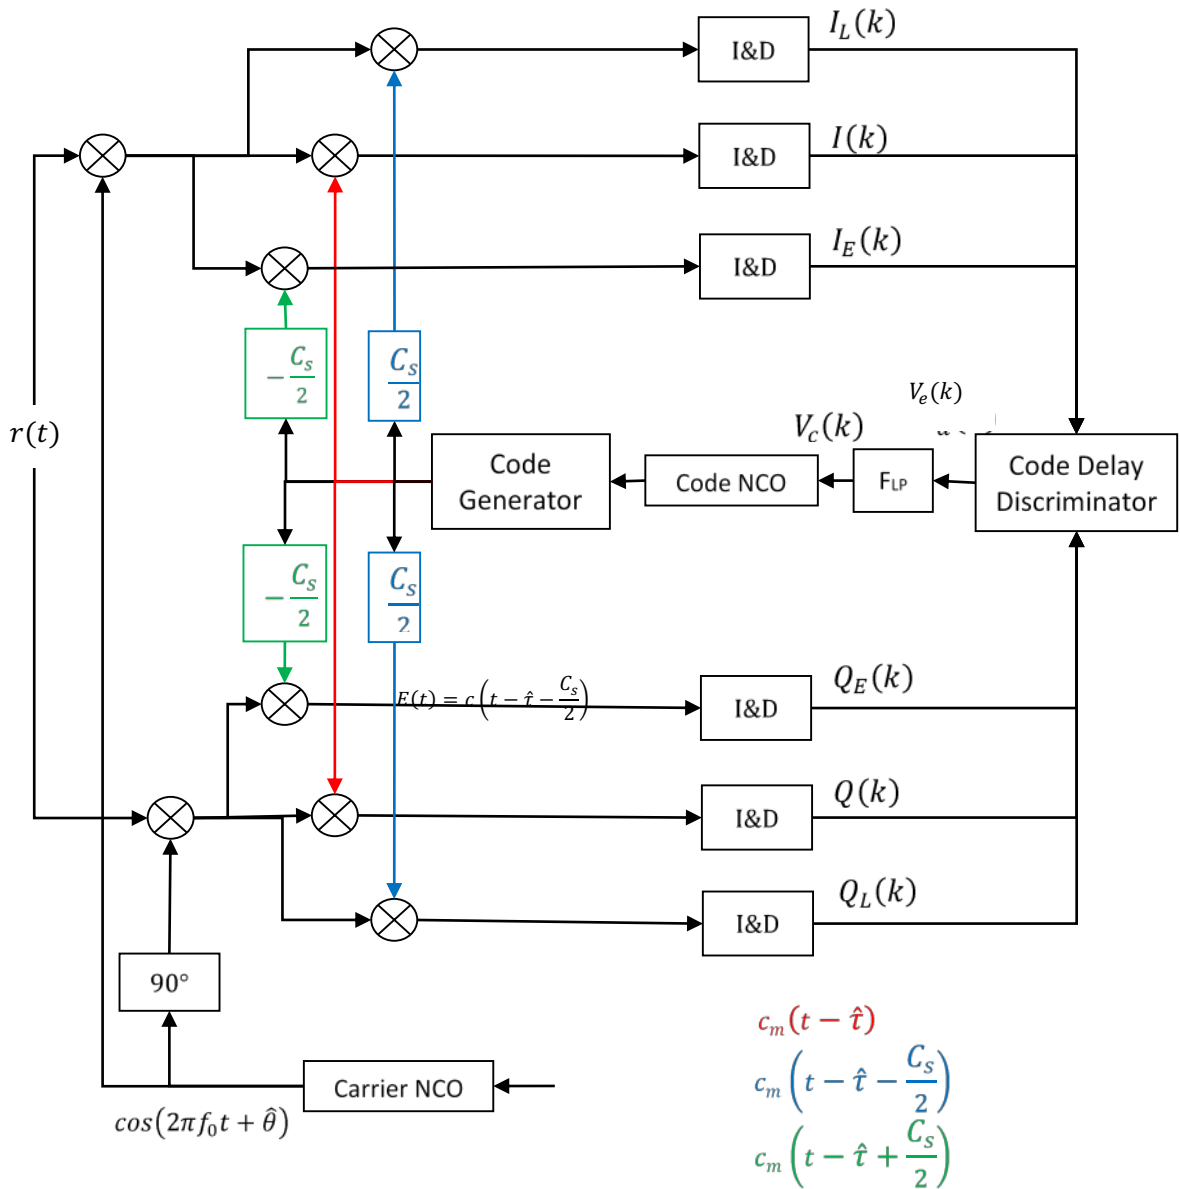 I_L(k)
I&D
I(k)
I&D
I_E(k)
I&D
− C_s/2
C_s/2
r(t)
V_e(k)
V_c(k)
Code Generator
Code NCO
F_LP
Code Delay Discriminator
− C_s/2
C_s/2
E(t) = c(t − τ̂ − C_s/2)
Q_E(k)
I&D
Q(k)
I&D
Q_L(k)
I&D
90°
c_m(t − τ̂)
c_m(t − τ̂ − C_s/2)
c_m(t − τ̂ + C_s/2)
Carrier NCO
cos(2πf_0t + θ̂)